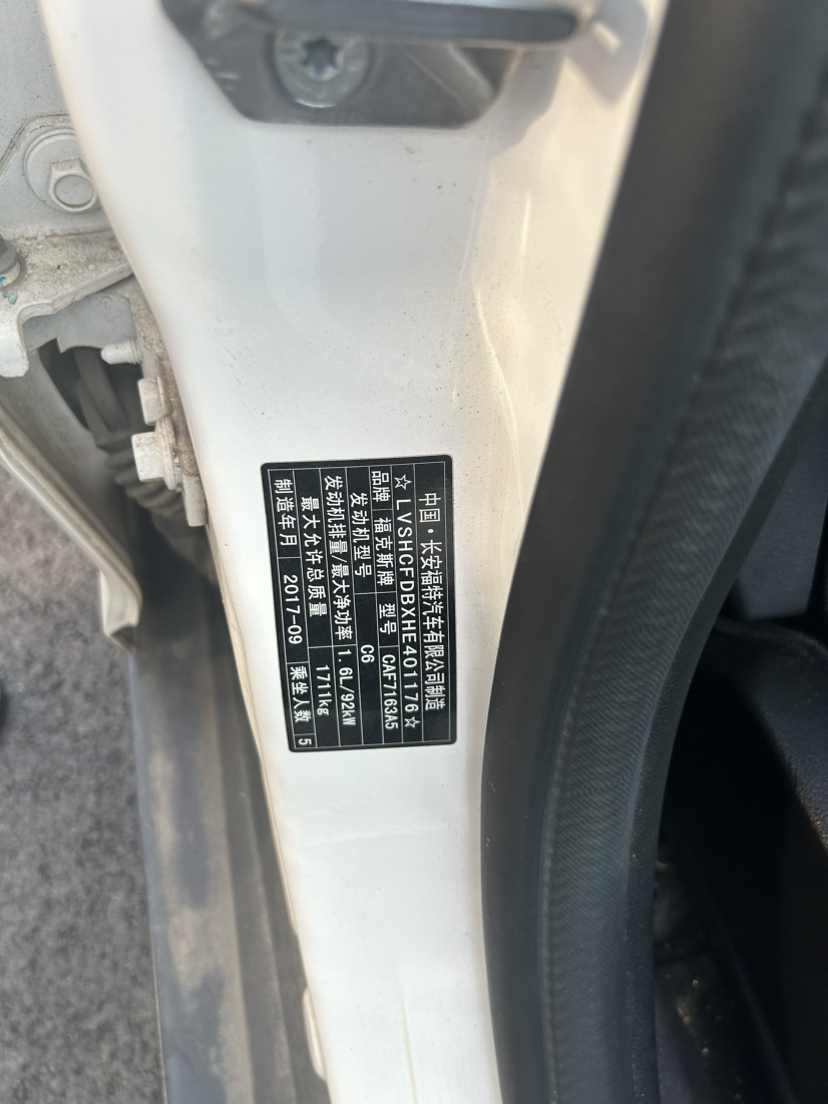 中国·长安福特汽车有限公司制造
☆LVSHCFDBXHE401176☆
品牌 福克斯牌 型号 CAF7163A5
发动机型号 C6
发动机排量/最大净功率 1.6L/92kW
最大允许总质量 1711kg
制造年月 2017-09 乘坐人数 5